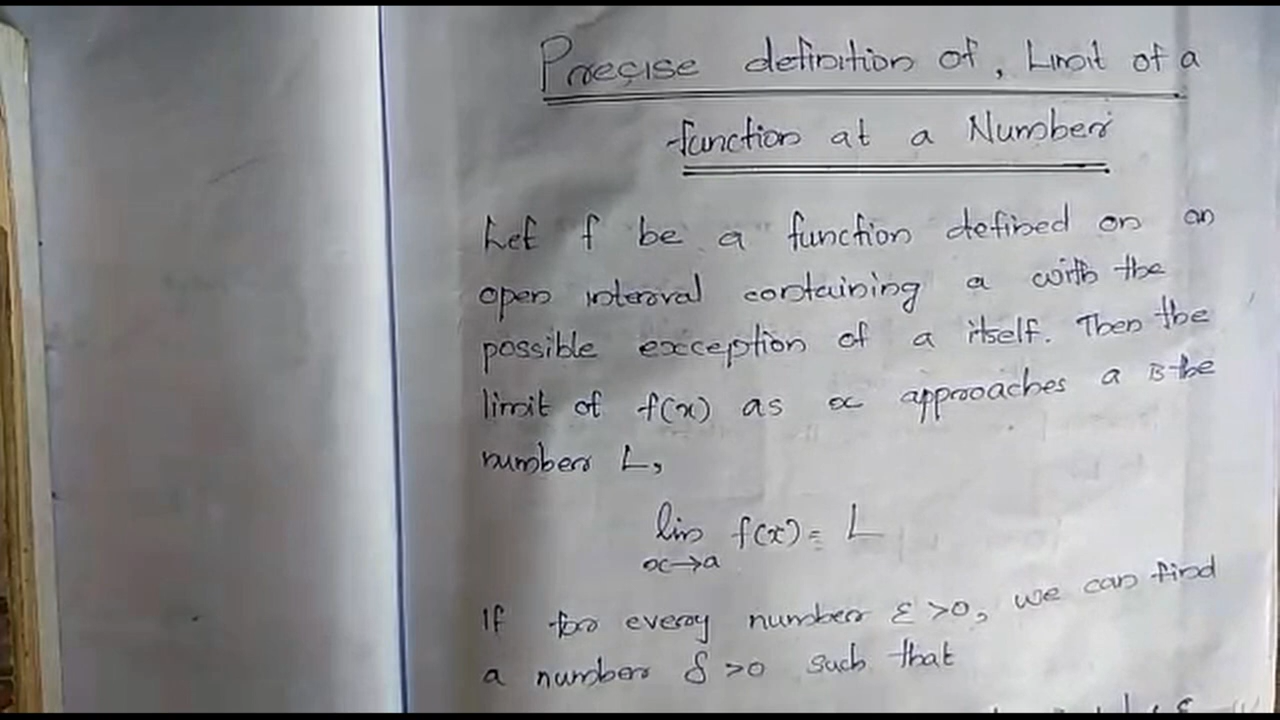 Precise definition of, Limit of a
function at a Number
Let f be a function defined on an
open interval containing a with the
possible exception of a itself. Then the
limit of f(x) as x approaches a is the
number L,
lim f(x) = L
x→a
If for every number ε >0, we can find
a number δ >0 such that